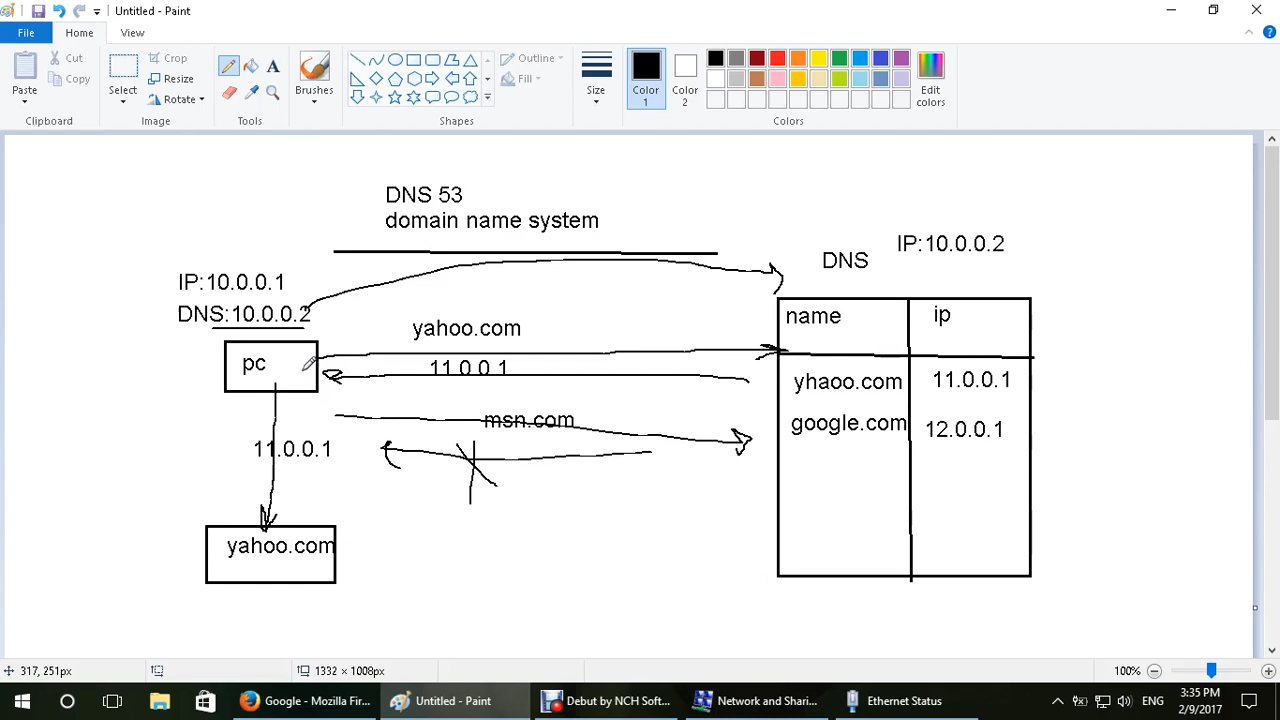 Untitled - Paint
File
Home
View
Paste
Cut
Copy
Clipboard
Select
Crop
Resize
Rotate
Image
Tools
Brushes
Outline
Fill
Shapes
Size
Color 1
Color 2
Edit colors
Colors
DNS 53
domain name system
IP:10.0.0.2
DNS
IP:10.0.0.1
DNS:10.0.0.2
name
ip
yahoo.com
pc
11.0.0.1
yhaoo.com
11.0.0.1
msn.com
google.com
12.0.0.1
11.0.0.1
yahoo.com
317, 251px
1332 × 1008px
100%
Google - Mozilla Fir...
Untitled - Paint
Debut by NCH Soft...
Network and Shari...
Ethernet Status
ENG
3:35 PM
2/9/2017